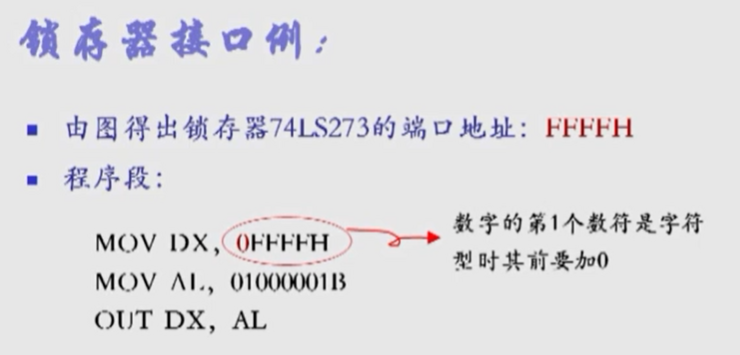 锁存器接口例：
由图得出锁存器74LS273的端口地址：FFFFH
程序段：
MOV DX，0FFFFH
MOV AL，01000001B
OUT DX，AL
数字的第1个数符是字符
型时其前要加0